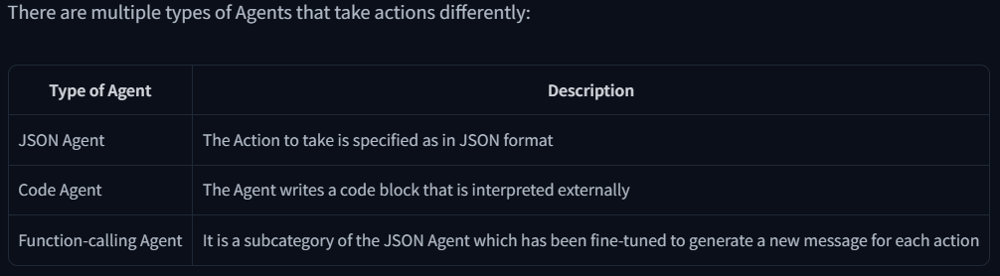 There are multiple types of Agents that take actions differently:
Type of Agent Description
JSON Agent The Action to take is specified as in JSON format
Code Agent The Agent writes a code block that is interpreted externally
Function-calling Agent It is a subcategory of the JSON Agent which has been fine-tuned to generate a new message for each action